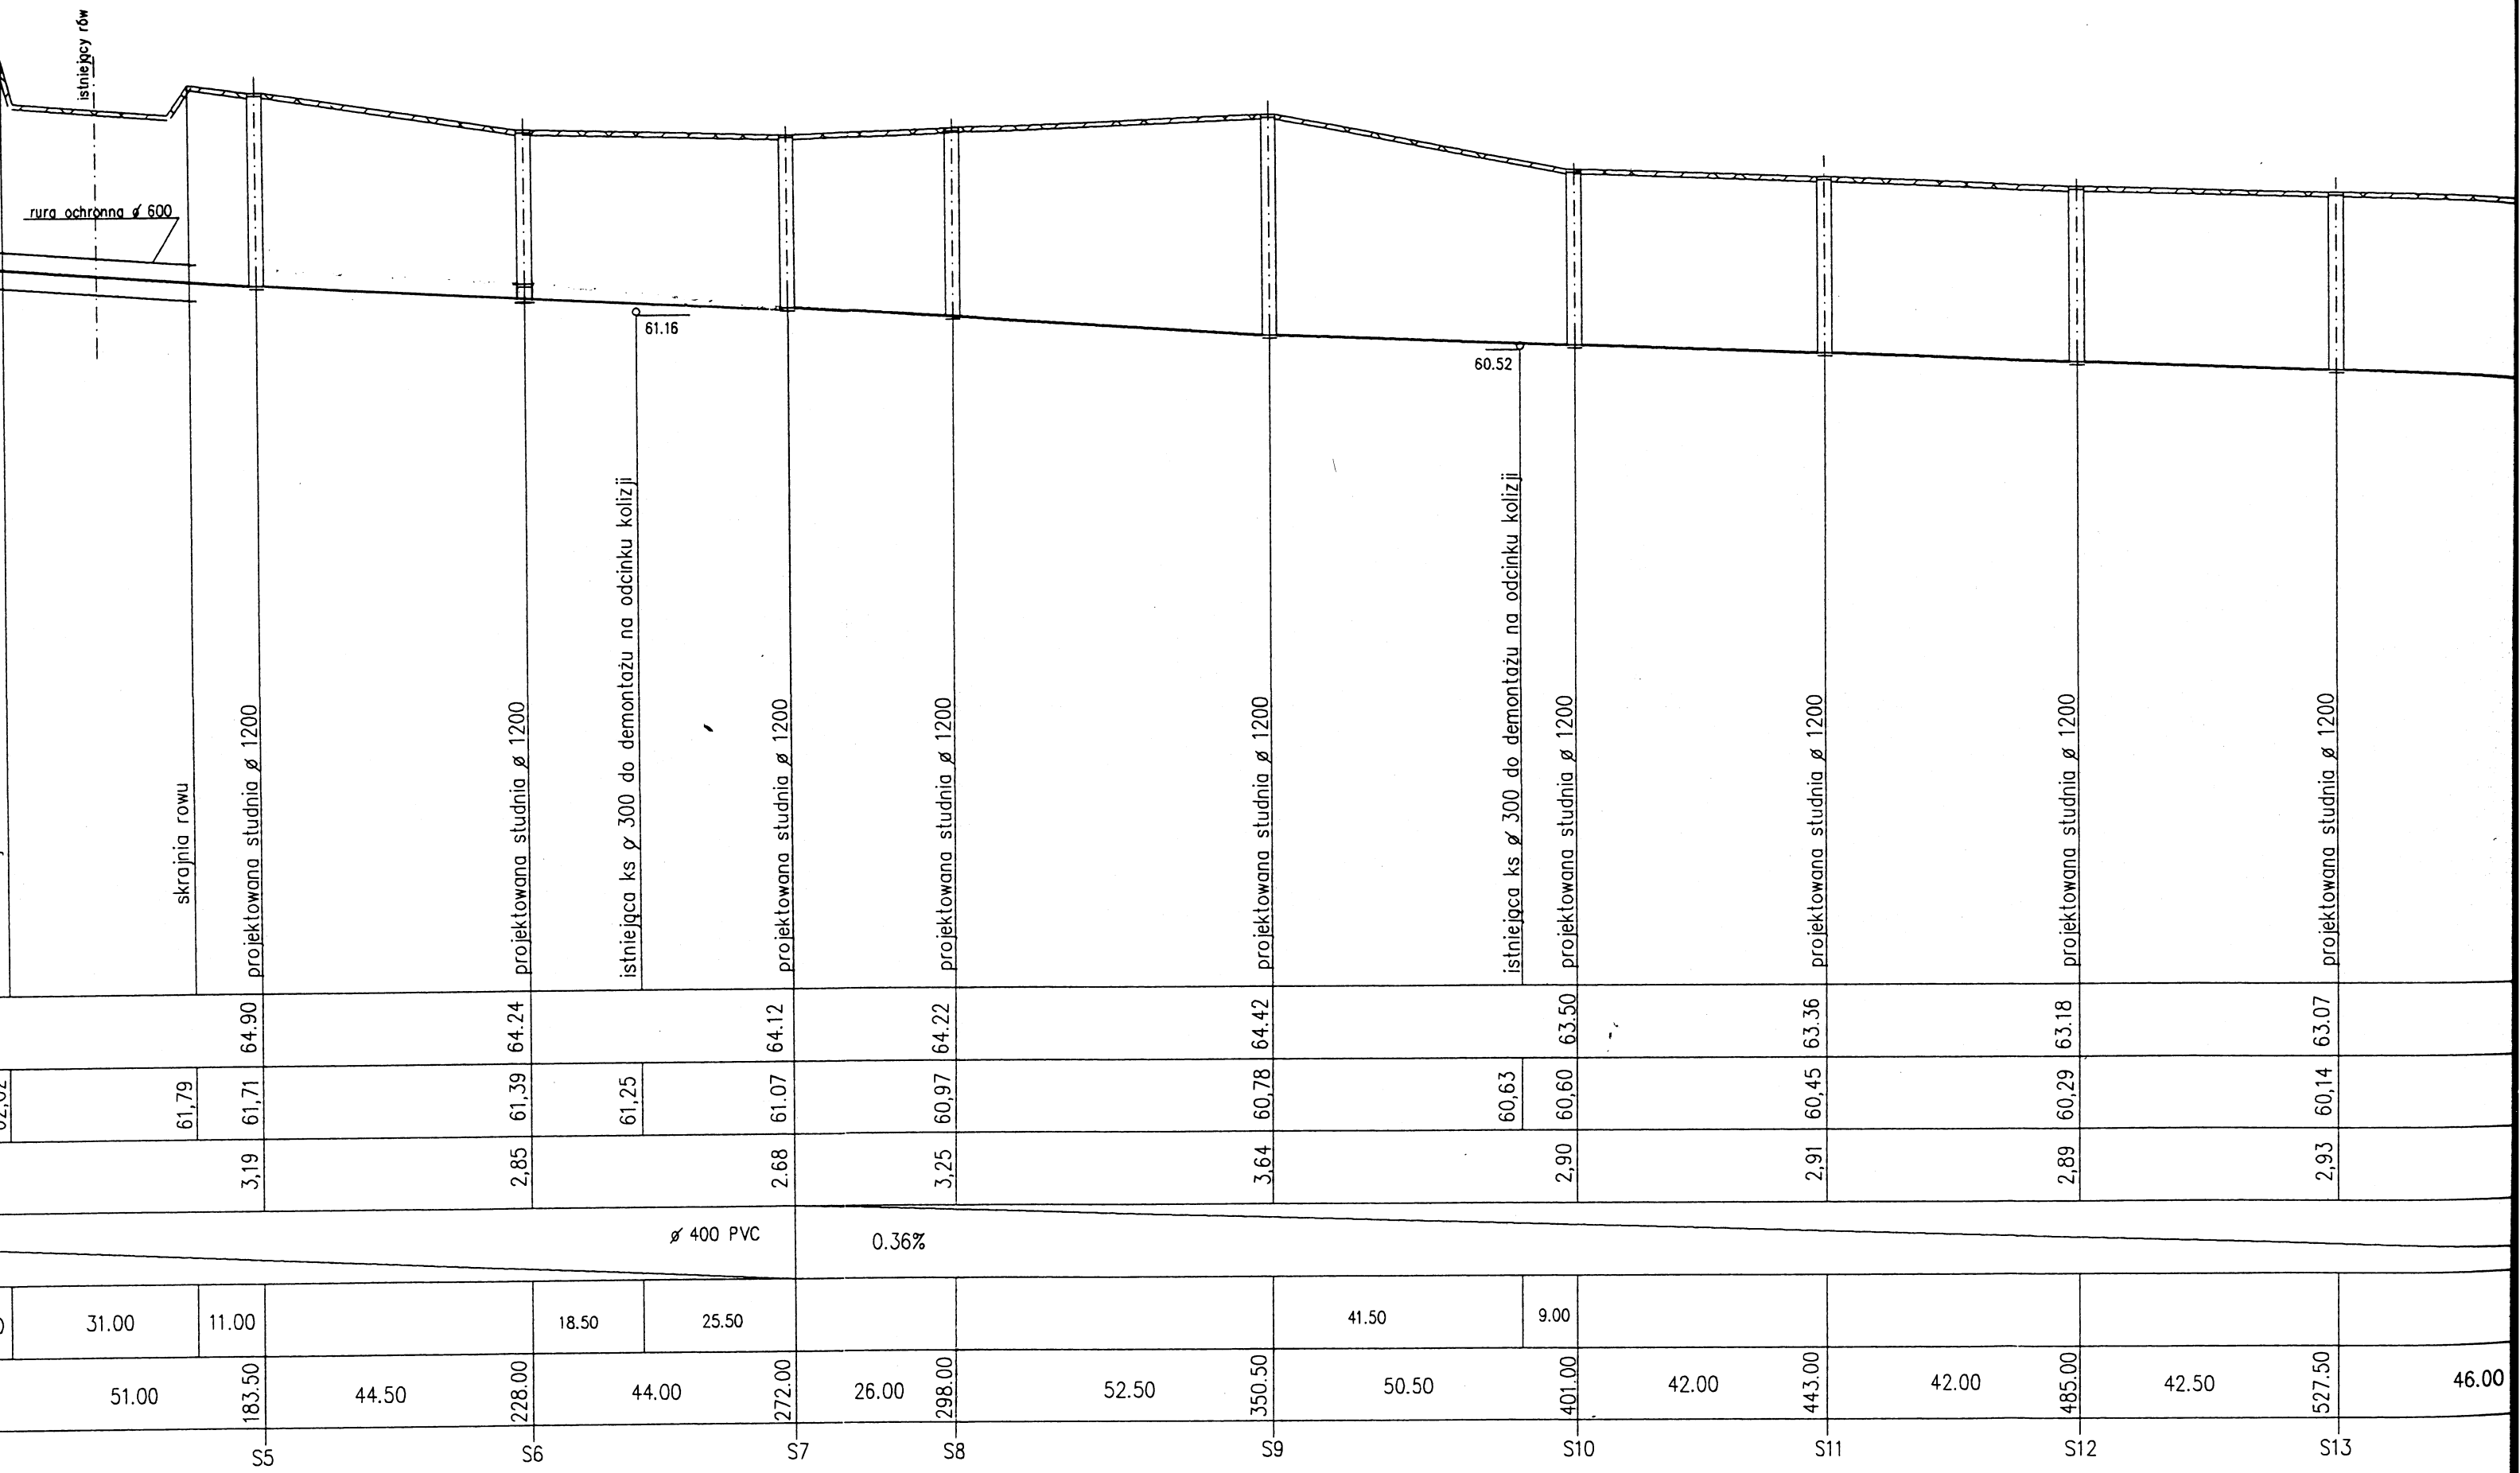 istniejący rów
rura ochronna ø 600
61.16
60.52
skrajnia rowu
projektowana studnia ø 1200
projektowana studnia ø 1200
istniejąca ks ø 300 do demontażu na odcinku kolizji
projektowana studnia ø 1200
projektowana studnia ø 1200
projektowana studnia ø 1200
istniejąca ks ø 300 do demontażu na odcinku kolizji
projektowana studnia ø 1200
projektowana studnia ø 1200
projektowana studnia ø 1200
projektowana studnia ø 1200
64.90 64.24 64.12 64.22 64.42 63.50 63.36 63.18 63.07
61,79 61,71 61,39 61,25 61.07 60,97 60,78 60,63 60,60 60,45 60,29 60,14
3,19 2,85 2.68 3,25 3,64 2,90 2,91 2,89 2,93
ø 400 PVC 0.36%
31.00 11.00 18.50 25.50 41.50 9.00
51.00 183.50 44.50 228.00 44.00 272.00 26.00 298.00 52.50 350.50 50.50 401.00 42.00 443.00 42.00 485.00 42.50 527.50 46.00
S5 S6 S7 S8 S9 S10 S11 S12 S13